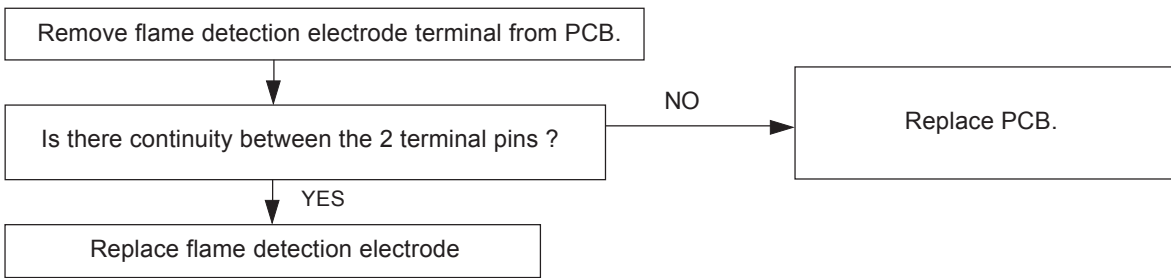 Remove flame detection electrode terminal from PCB.
Is there continuity between the 2 terminal pins ?
NO
Replace PCB.
YES
Replace flame detection electrode